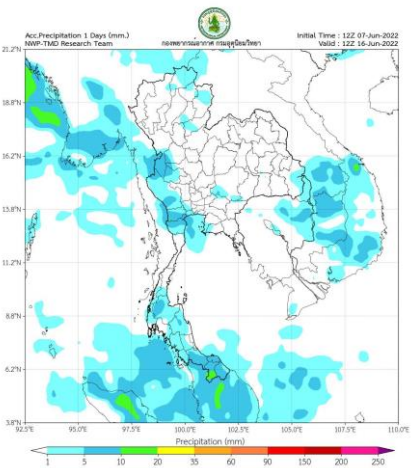 Acc.Precipitation 1 Days (mm.)
NWP-TMD Research Team
กองพยากรณ์อากาศ กรมอุตุนิยมวิทยา
Initial Time : 12Z 07-Jun-2022
Valid : 12Z 16-Jun-2022
21.2°N
18.8°N
16.2°N
13.8°N
11.2°N
8.8°N
6.2°N
3.8°N
92.5°E 95.0°E 97.5°E 100.0°E 102.5°E 105.0°E 107.5°E 110.0°E
Precipitation (mm)
1 5 10 20 35 60 90 150 200 250